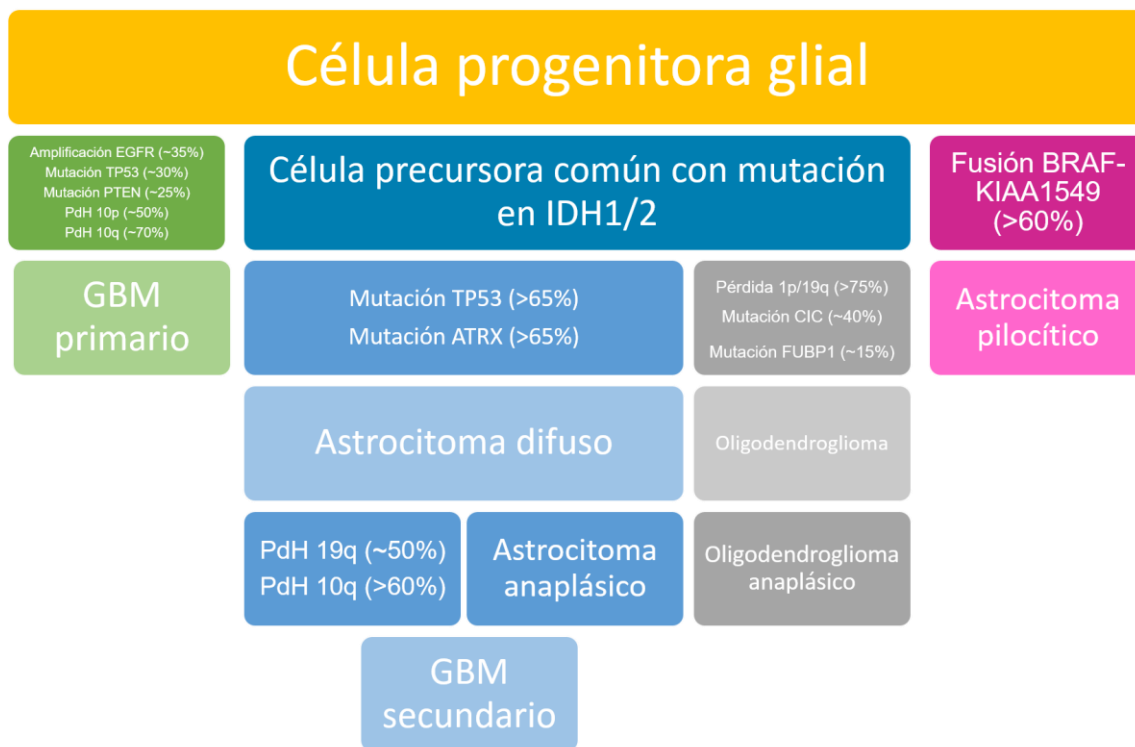 Célula progenitora glial
Amplificación EGFR (~35%)
Mutación TP53 (~30%)
Mutación PTEN (~25%)
PdH 10p (~50%)
PdH 10q (~70%)
Célula precursora común con mutación
en IDH1/2
Fusión BRAF-
KIAA1549
(>60%)
GBM
primario
Mutación TP53 (>65%)
Mutación ATRX (>65%)
Pérdida 1p/19q (>75%)
Mutación CIC (~40%)
Mutación FUBP1 (~15%)
Astrocitoma
pilocítico
Astrocitoma difuso
Oligodendroglioma
PdH 19q (~50%)
PdH 10q (>60%)
Astrocitoma
anaplásico
Oligodendroglioma
anaplásico
GBM
secundario